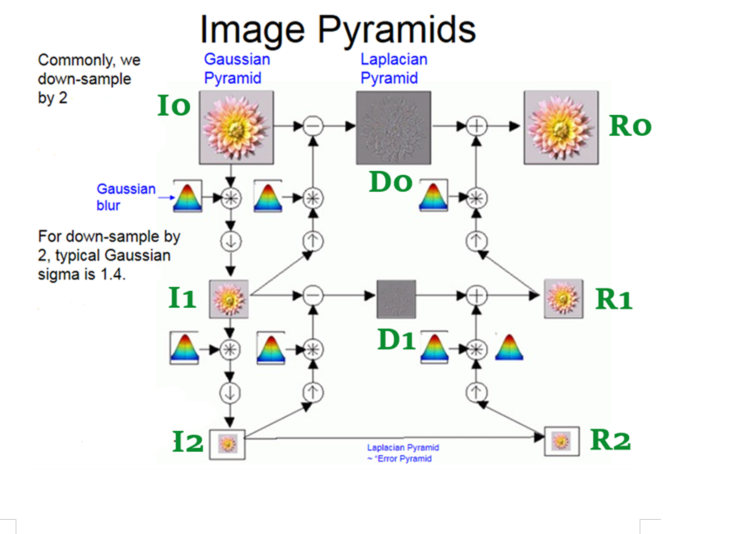 Image Pyramids
Commonly, we
down-sample
by 2
Gaussian
Pyramid
Laplacian
Pyramid
I0
R0
D0
Gaussian
blur
For down-sample by
2, typical Gaussian
sigma is 1.4.
I1
R1
D1
I2
R2
Laplacian Pyramid
~ "Error Pyramid